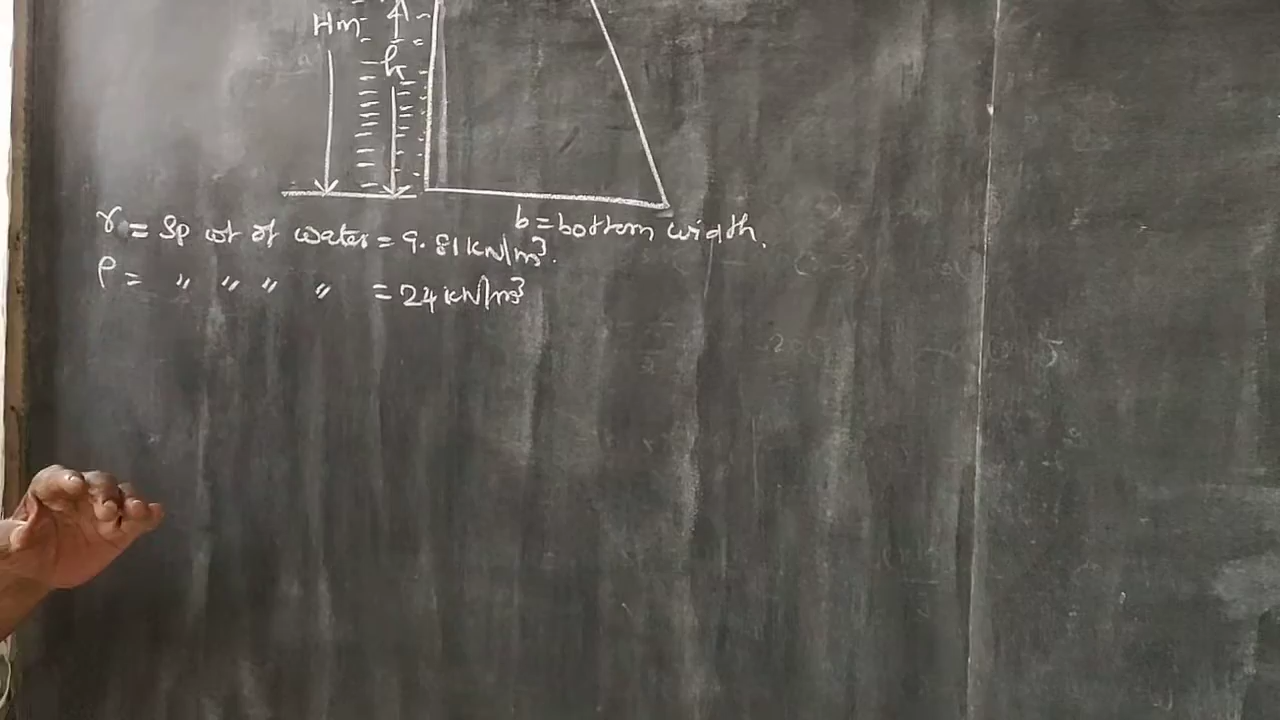 Hm
h
b = bottom width.
γ = Sp wt of water = 9.81 kN/m³.
ρ = " " " " = 24 kN/m³